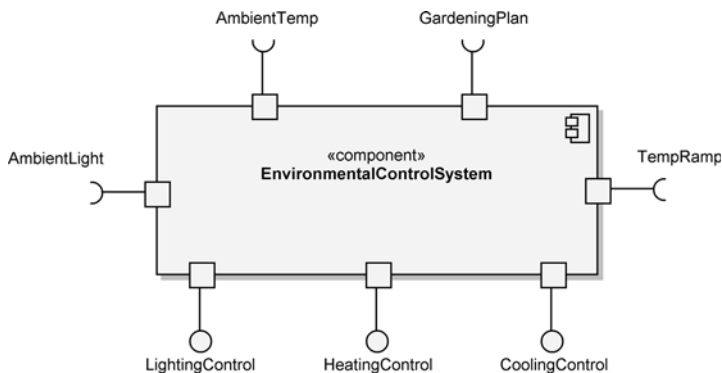 AmbientTemp
GardeningPlan
«component»
EnvironmentalControlSystem
AmbientLight
TempRamp
LightingControl
HeatingControl
CoolingControl